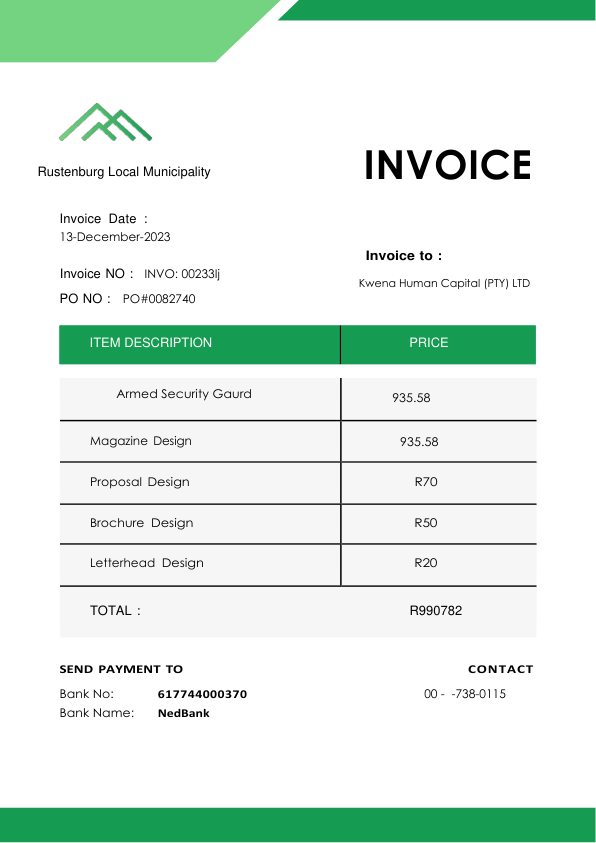 Rustenburg Local Municipality
INVOICE
Invoice Date :
13-December-2023
Invoice to :
Invoice NO : INVO: 00233lj
Kwena Human Capital (PTY) LTD
PO NO : PO#0082740
ITEM DESCRIPTION PRICE
Armed Security Gaurd 935.58
Magazine Design 935.58
Proposal Design R70
Brochure Design R50
Letterhead Design R20
TOTAL : R990782
SEND PAYMENT TO CONTACT
Bank No: 617744000370 00 - -738-0115
Bank Name: NedBank